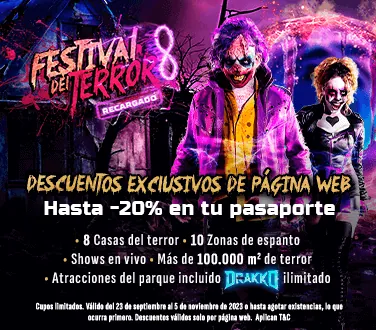 FESTIVAL 8
DEL TERROR
RECARGADO
DESCUENTOS EXCLUSIVOS DE PÁGINA WEB
Hasta -20% en tu pasaporte
• 8 Casas del terror • 10 Zonas de espanto
• Shows en vivo • Más de 100.000 m² de terror
• Atracciones del parque incluido DRAKKO ilimitado
Cupos limitados. Válido del 23 de septiembre al 5 de noviembre de 2023 o hasta agotar existencias, lo que
ocurra primero. Descuentos válidos solo por página web. Aplican T&C